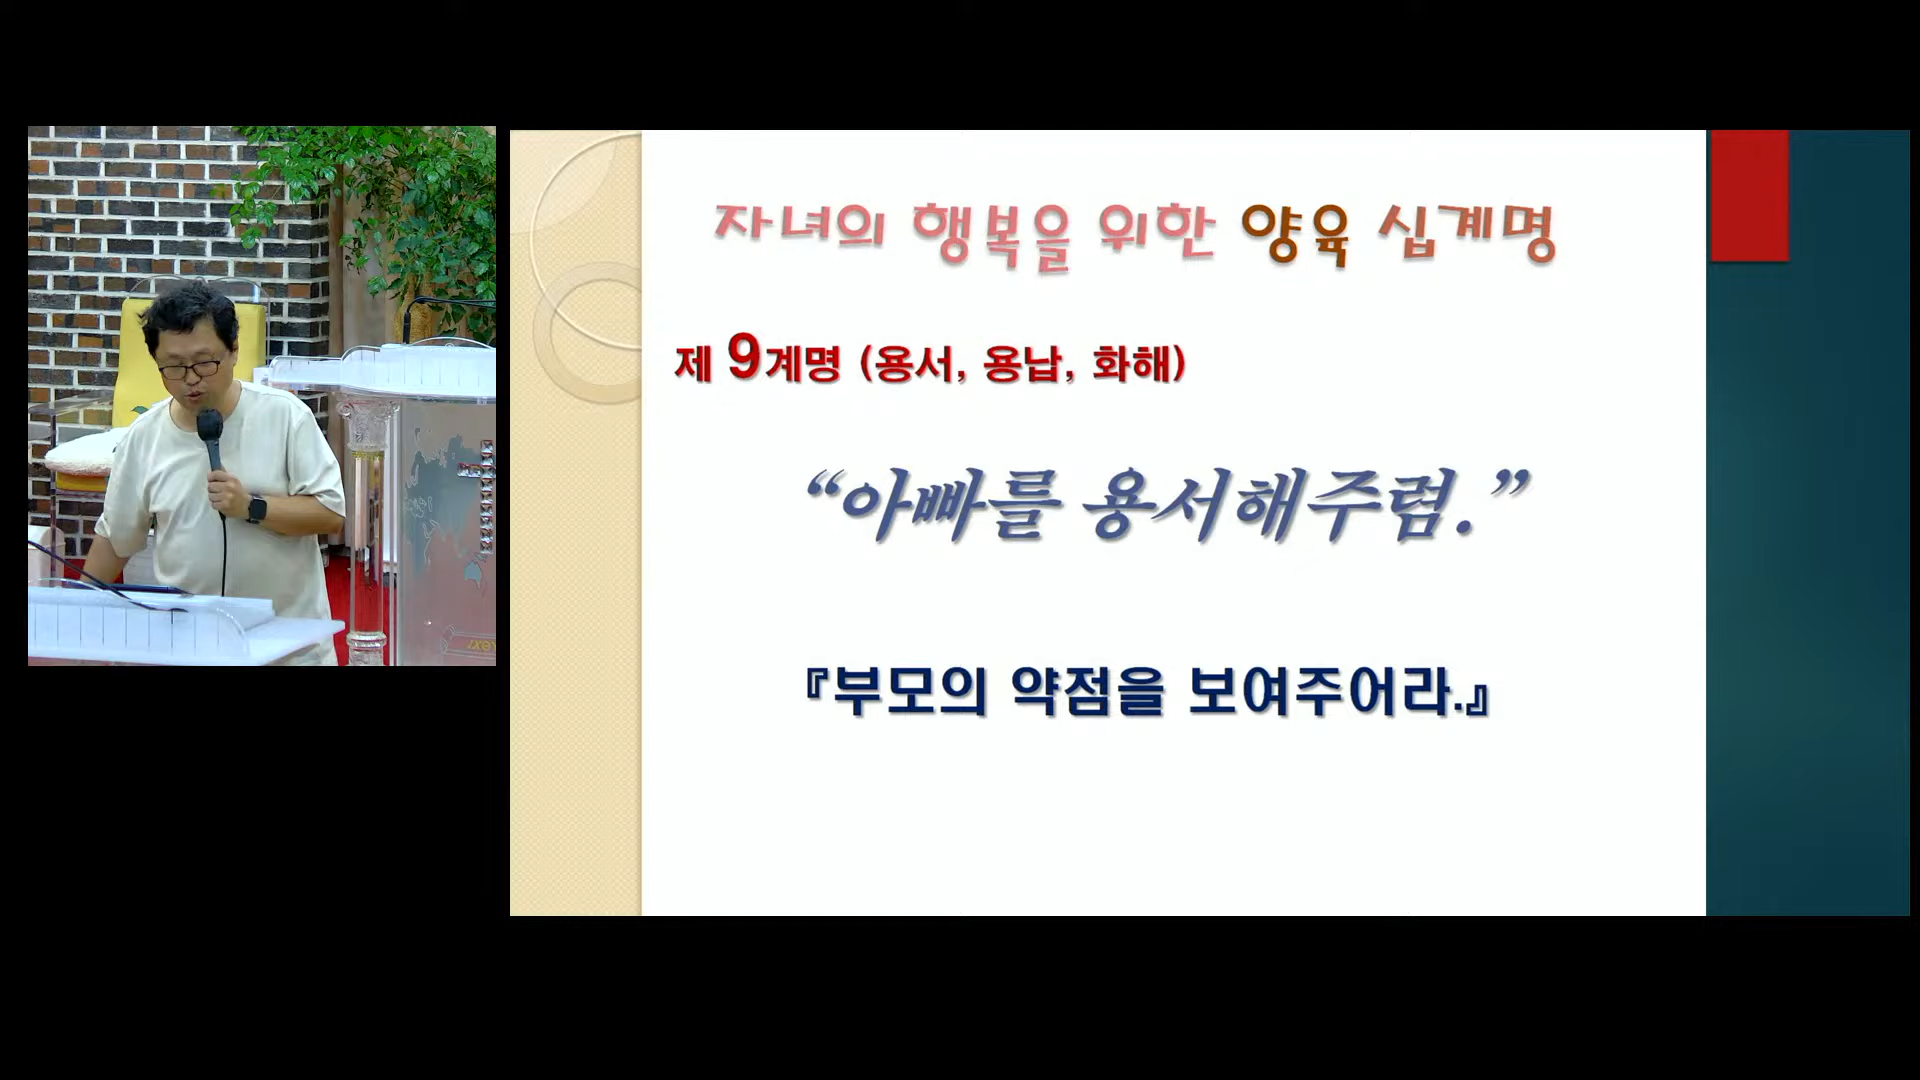 자녀의 행복을 위한 양육 십계명
제 9계명 (용서, 용납, 화해)
“아빠를 용서해주렴.”
『부모의 약점을 보여주어라.』